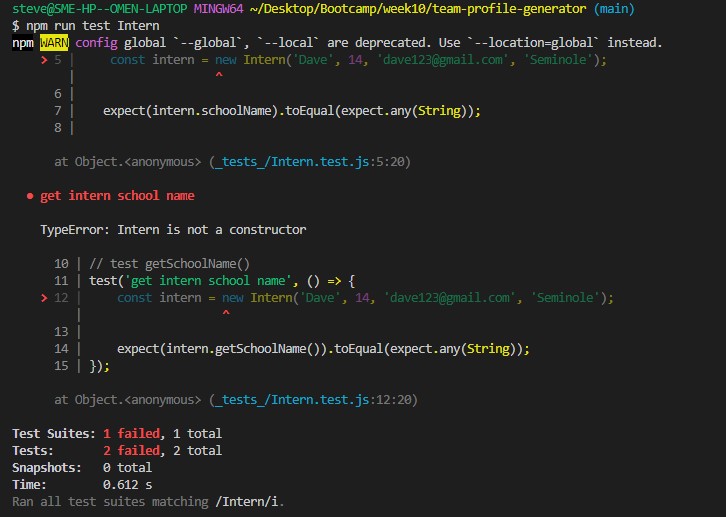 steve@SME-HP--OMEN-LAPTOP MINGW64 ~/Desktop/Bootcamp/week10/team-profile-generator (main)
$ npm run test Intern
npm WARN config global `--global`, `--local` are deprecated. Use `--location=global` instead.
> 5 |     const intern = new Intern('Dave', 14, 'dave123@gmail.com', 'Seminole');
|                    ^
6 |
7 |    expect(intern.schoolName).toEqual(expect.any(String));
8 |
at Object.<anonymous> (_tests_/Intern.test.js:5:20)
● get intern school name
TypeError: Intern is not a constructor
10 | // test getSchoolName()
11 | test('get intern school name', () => {
> 12 |     const intern = new Intern('Dave', 14, 'dave123@gmail.com', 'Seminole');
|                    ^
13 |
14 |     expect(intern.getSchoolName()).toEqual(expect.any(String));
15 | });
at Object.<anonymous> (_tests_/Intern.test.js:12:20)
Test Suites: 1 failed, 1 total
Tests:       2 failed, 2 total
Snapshots:   0 total
Time:        0.612 s
Ran all test suites matching /Intern/i.